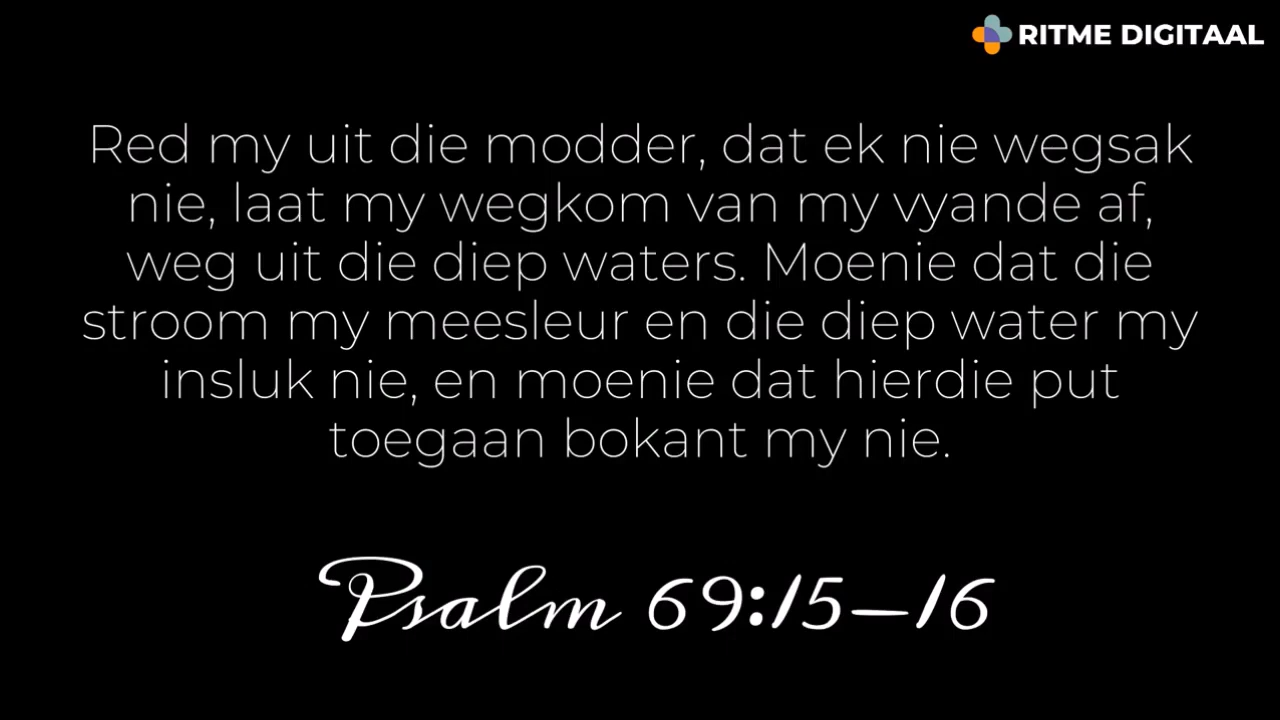 RITME DIGITAAL
Red my uit die modder, dat ek nie wegsak
nie, laat my wegkom van my vyande af,
weg uit die diep waters. Moenie dat die
stroom my meesleur en die diep water my
insluk nie, en moenie dat hierdie put
toegaan bokant my nie.
Psalm 69:15–16